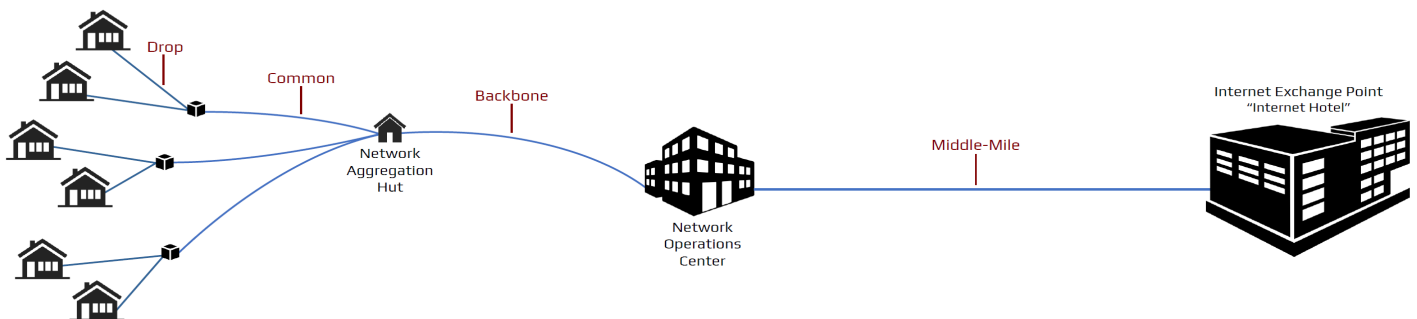 Drop
Common
Backbone
Network
Aggregation
Hut
Network
Operations
Center
Middle-Mile
Internet Exchange Point
“Internet Hotel”